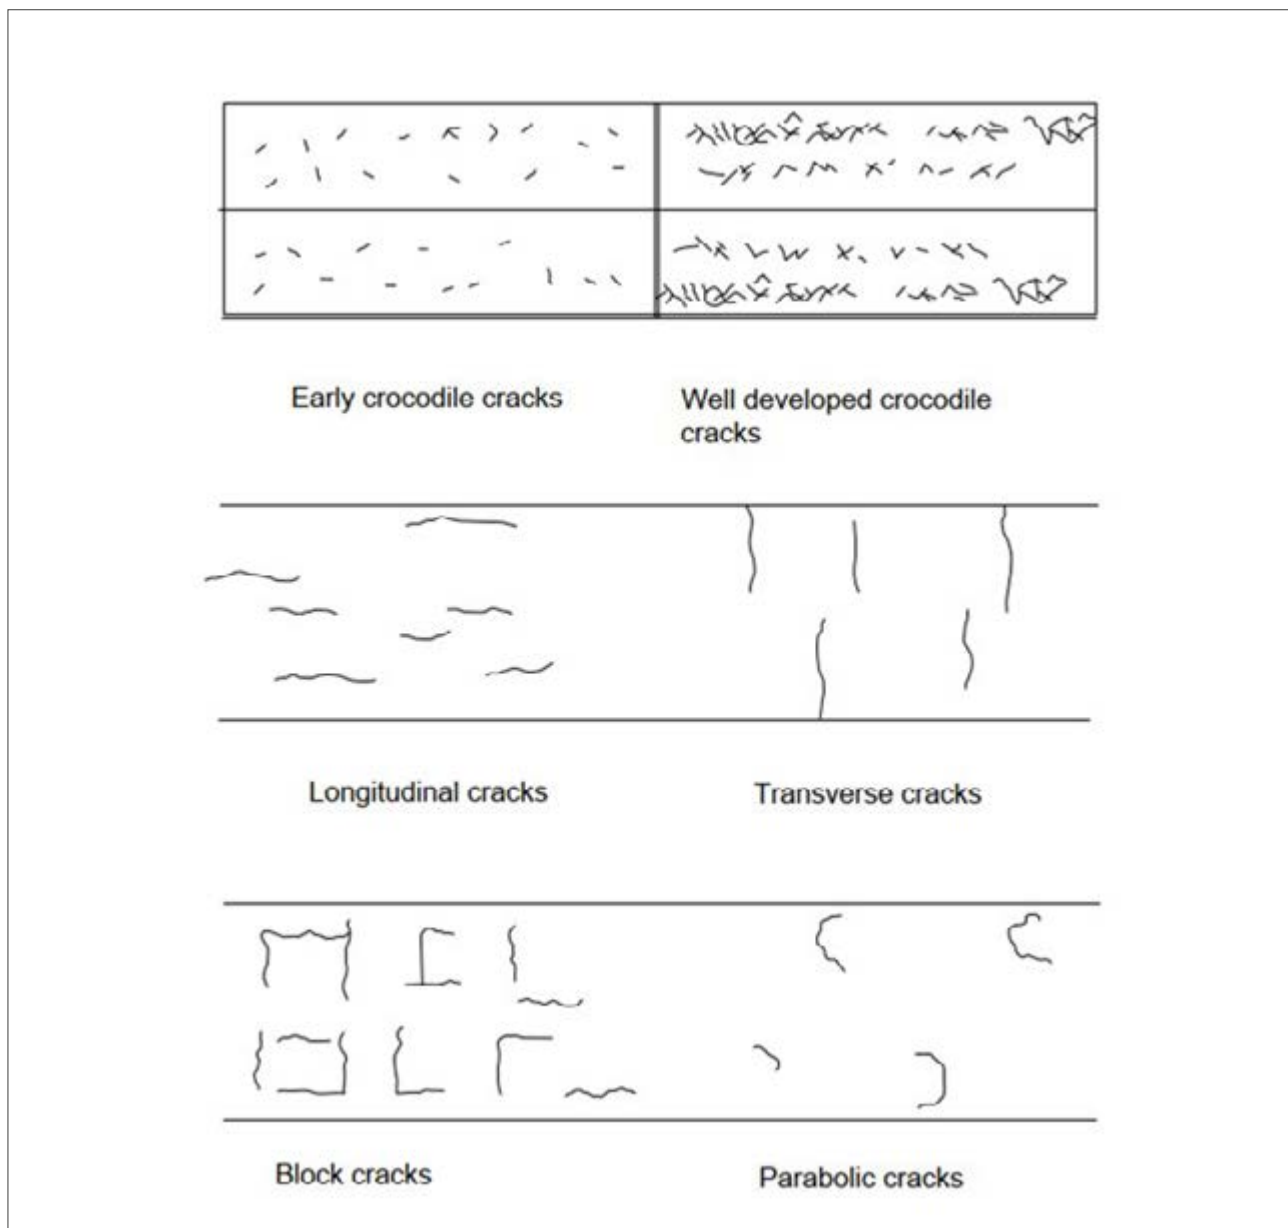 Early crocodile cracks
Well developed crocodile
cracks
Longitudinal cracks
Transverse cracks
Block cracks
Parabolic cracks